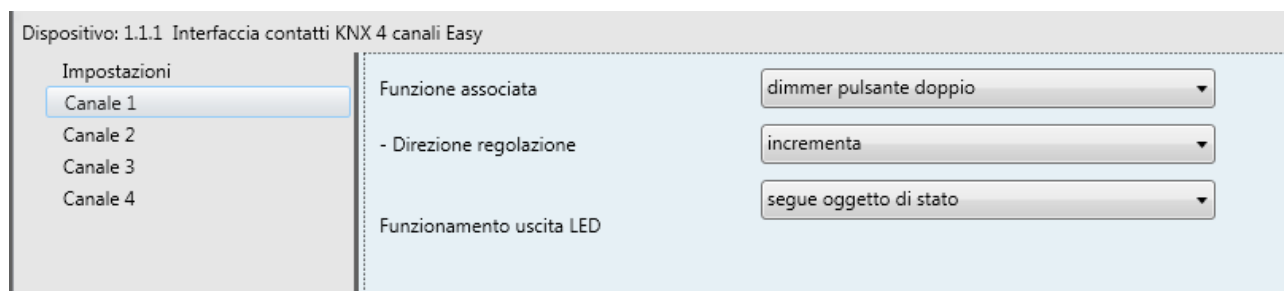 Dispositivo: 1.1.1 Interfaccia contatti KNX 4 canali Easy
Impostazioni
Canale 1
Canale 2
Canale 3
Canale 4
Funzione associata
dimmer pulsante doppio
- Direzione regolazione
incrementa
segue oggetto di stato
Funzionamento uscita LED